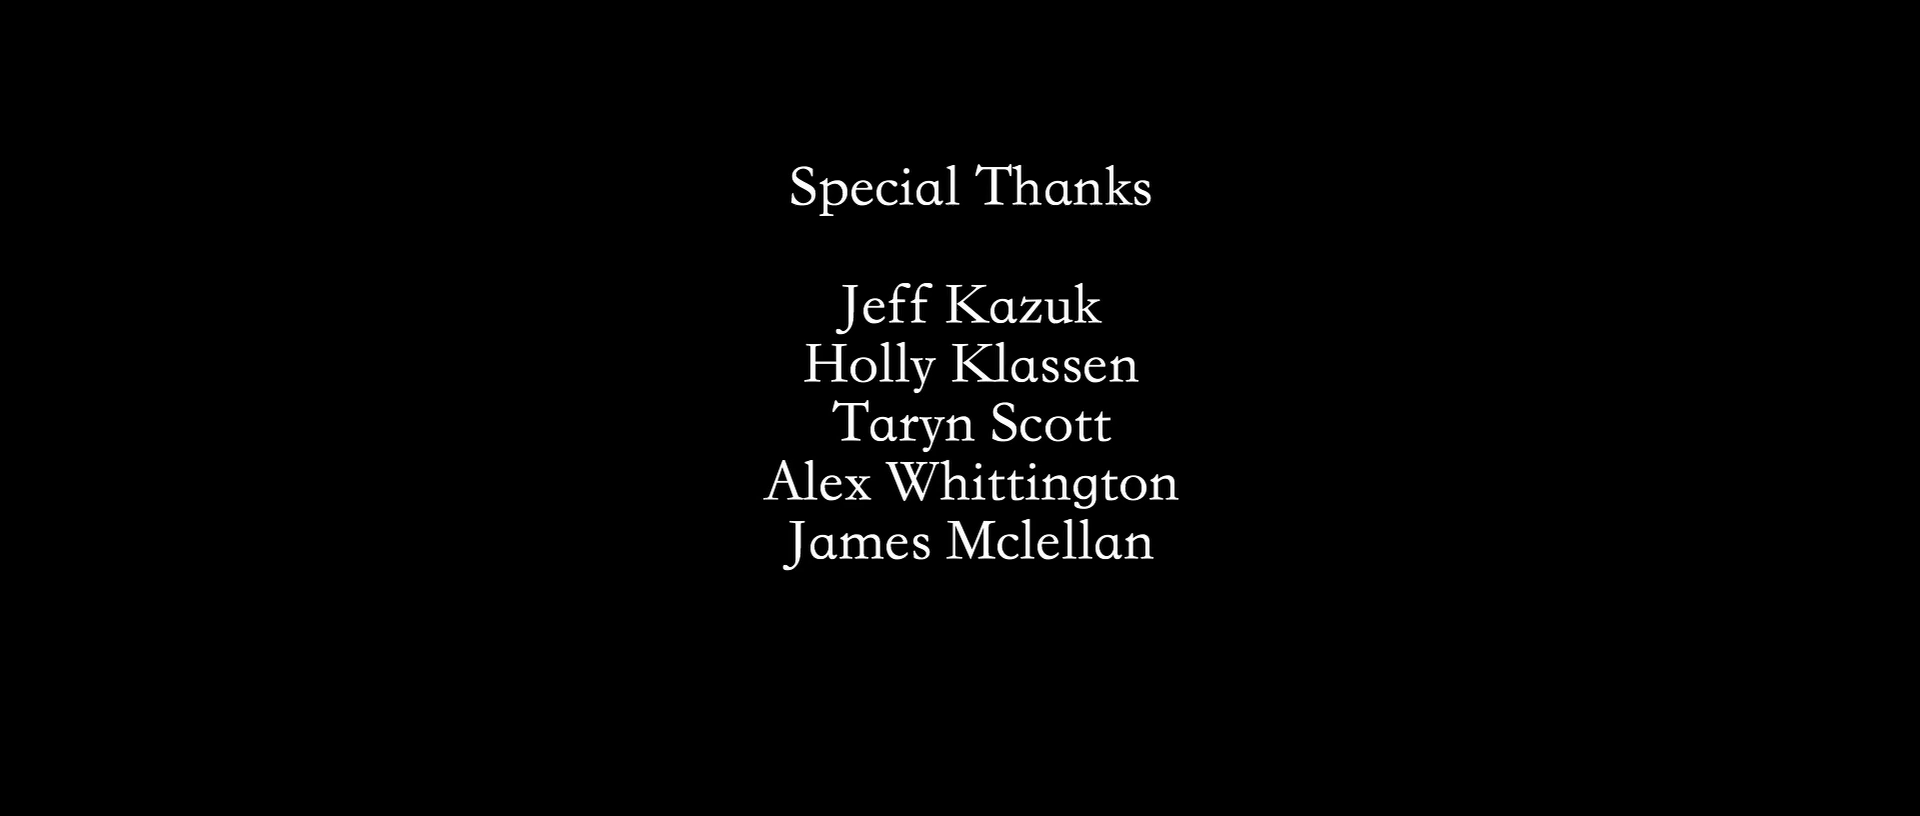 Special Thanks
Jeff Kazuk
Holly Klassen
Taryn Scott
Alex Whittington
James Mclellan